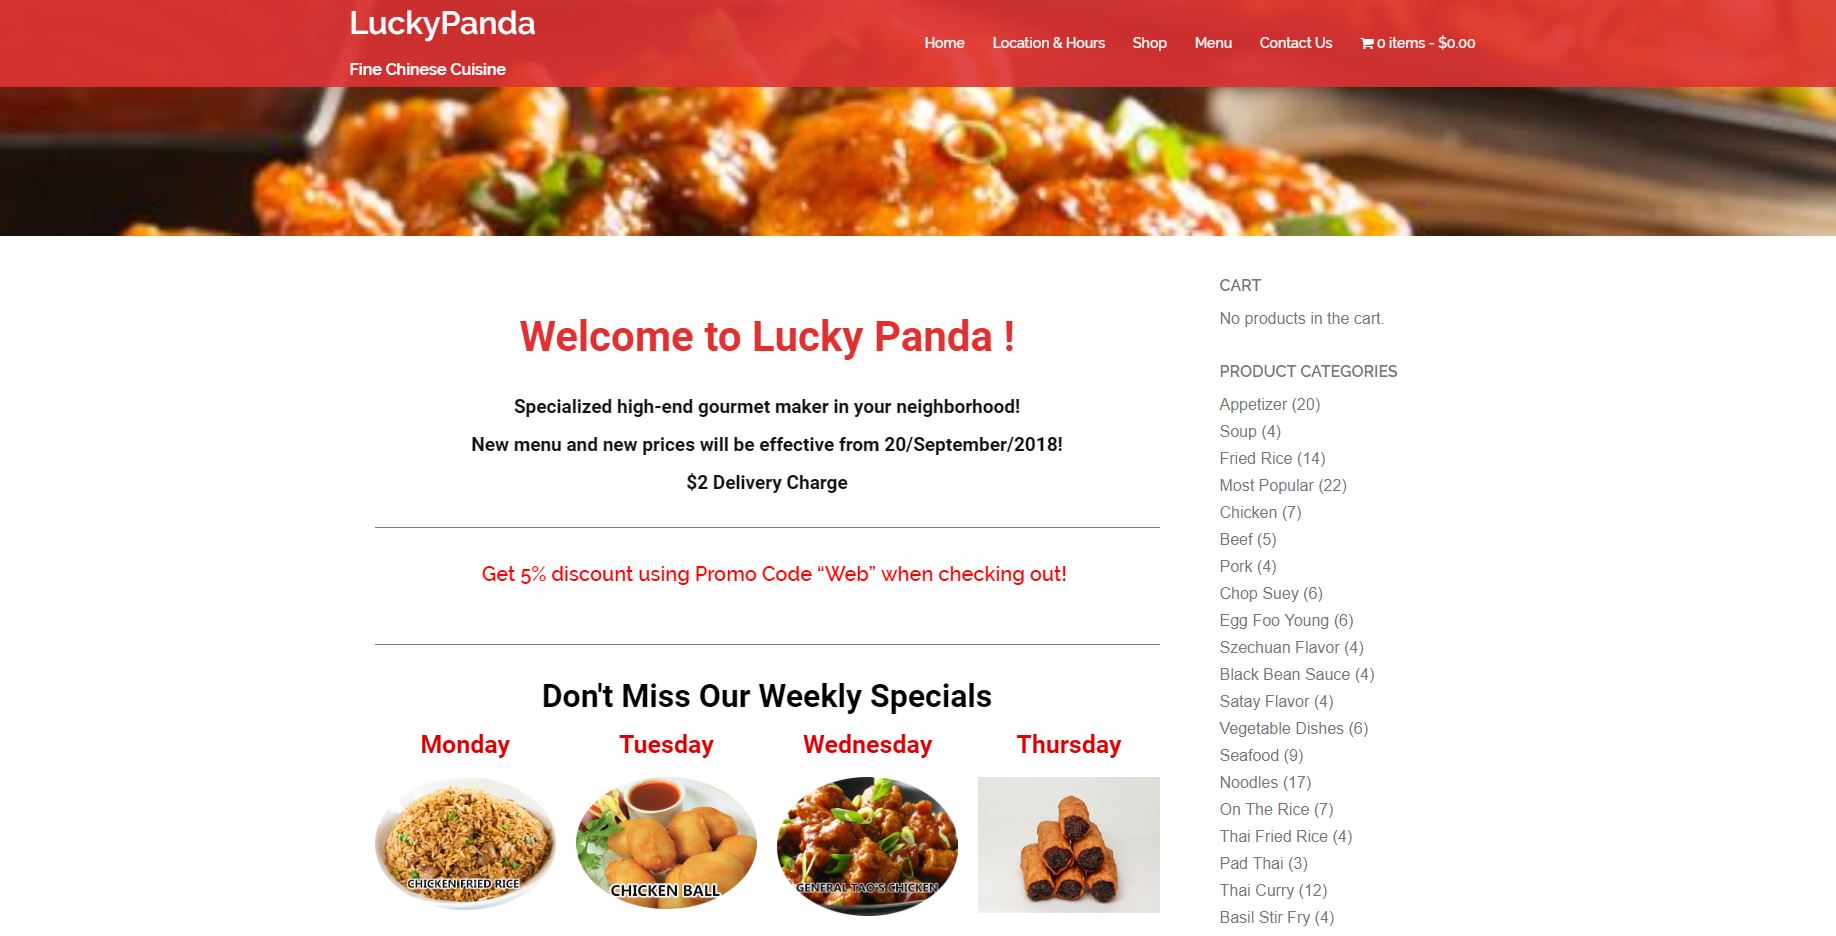 LuckyPanda
Fine Chinese Cuisine
Home Location & Hours Shop Menu Contact Us 0 items - $0.00
Welcome to Lucky Panda !
Specialized high-end gourmet maker in your neighborhood!
New menu and new prices will be effective from 20/September/2018!
$2 Delivery Charge
Get 5% discount using Promo Code “Web” when checking out!
Don't Miss Our Weekly Specials
Monday Tuesday Wednesday Thursday
CHICKEN FRIED RICE
CHICKEN BALL
GENERAL TAO'S CHICKEN
CART
No products in the cart.
PRODUCT CATEGORIES
Appetizer (20)
Soup (4)
Fried Rice (14)
Most Popular (22)
Chicken (7)
Beef (5)
Pork (4)
Chop Suey (6)
Egg Foo Young (6)
Szechuan Flavor (4)
Black Bean Sauce (4)
Satay Flavor (4)
Vegetable Dishes (6)
Seafood (9)
Noodles (17)
On The Rice (7)
Thai Fried Rice (4)
Pad Thai (3)
Thai Curry (12)
Basil Stir Fry (4)